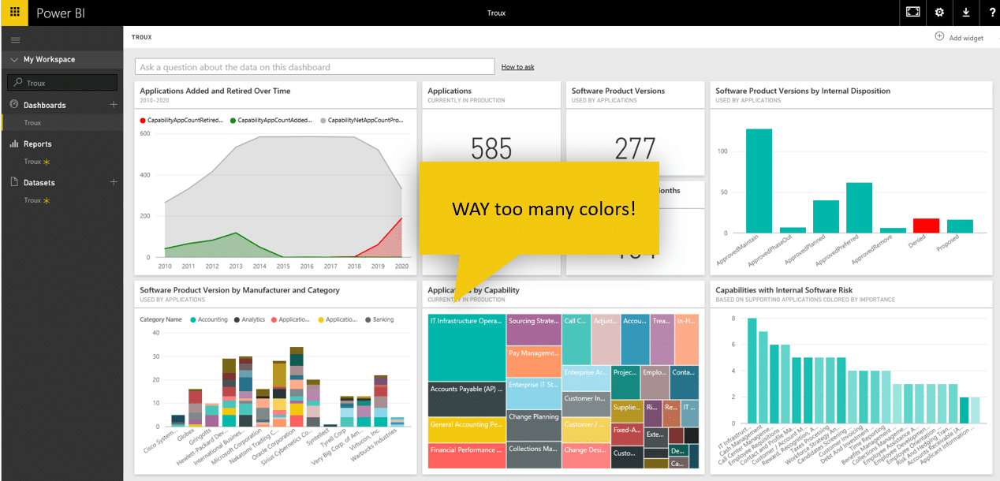 Power BI
Troux
?
TROUX
Add widget
My Workspace
Troux
Dashboards
Troux
Reports
Troux
Datasets
Troux
Ask a question about the data on this dashboard
How to ask
Applications Added and Retired Over Time
2010-2020
CapabilityAppCountRetired... CapabilityAppCountAdded... CapabilityNetAppCountPro...
600
400
200
0
2010 2011 2012 2013 2014 2015 2016 2017 2018 2019 2020
Applications
CURRENTLY IN PRODUCTION
585
Software Product Versions
USED BY APPLICATIONS
277
WAY too many colors!
Software Product Versions by Internal Disposition
USED BY APPLICATIONS
100
50
0
ApprovedMaintain
ApprovedPhaseOut
ApprovedPlanned
ApprovedPreferred
ApprovedRemove
Denied
Proposed
Software Product Version by Manufacturer and Category
USED BY APPLICATIONS
Category Name Accounting Analytics Applicatio... Applicatio... Banking
40
30
20
10
0
Cisco System...
Globex
Gringotts
Hewlett-Packard Dev...
International Busines...
Microsoft Corporation
Nakatomi Trading C...
Oracle Corporation
Sirius Cybernetics Co...
Syntellect
Tyrell Corp
Very Big Corp. of Am...
Virtucon, Inc.
Warbucks Industries
Applications by Capability
CURRENTLY IN PRODUCTION
IT Infrastructure Opera...
Accounts Payable (AP) ...
General Accounting Pe...
Financial Performance ...
Sourcing Strate...
Pay Manageme...
Enterprise IT St...
Change Planning
Collections Ma...
Call C...
Adjust...
Accou...
Trea...
In-H...
Enterprise Ar...
Customer In...
Customer / ...
Change Desi...
Projec...
Emplo...
Conta...
Supplie...
Ri...
Re...
IT ...
Fixed-A...
Exte...
Custo...
De...
Ca...
Capabilities with Internal Software Risk
BASED ON SUPPORTING APPLICATIONS COLORED BY IMPORTANCE
8
6
4
2
0
IT Infrastruct...
Cash Management
Call Center Manageme...
Employee Requisitions
Contact and Profile Ma...
Customer / Account M...
Reward, Recognition, A...
Taxes Processing
Workforce Strategy Ma...
Candidates Screening
Customer Invoicing
Debt And Investment ...
Time Reporting
Benefits Management
Collections Manageme...
Employee Assistance A...
Employee Developmen...
Employee Orientation ...
Risk And Hedging Tran...
Accounts Receivable (A...
Applicant Information ...